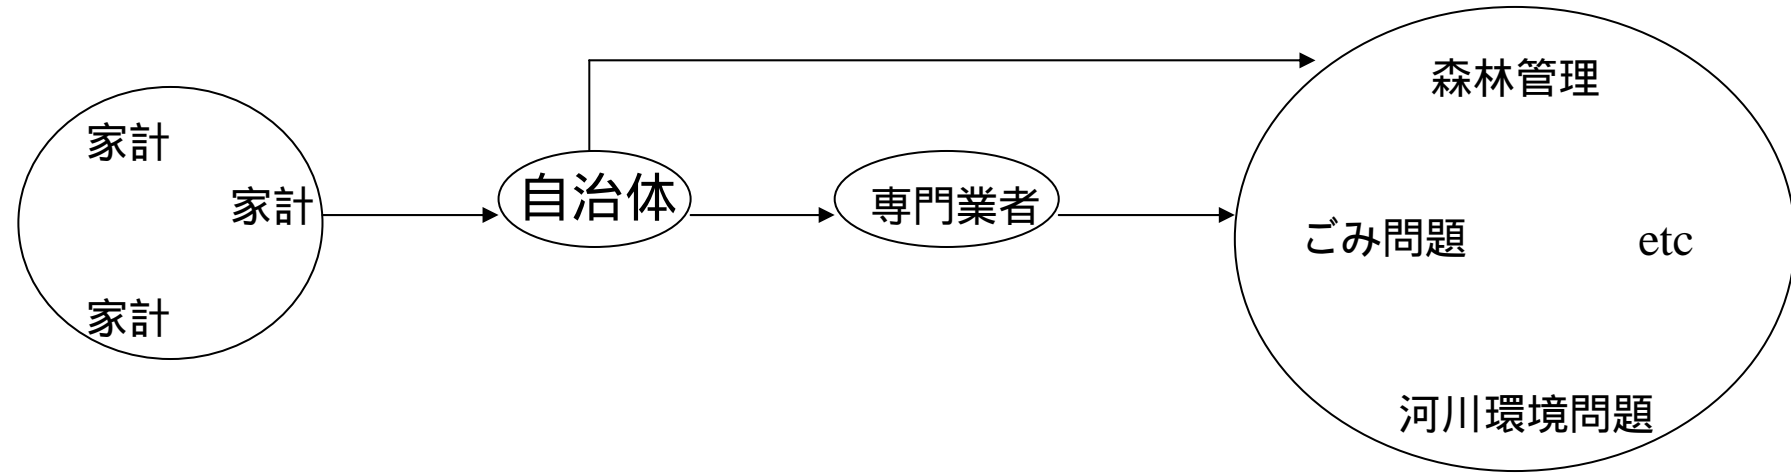 家計
家計
家計
自治体
専門業者
森林管理
ごみ問題
etc
河川環境問題